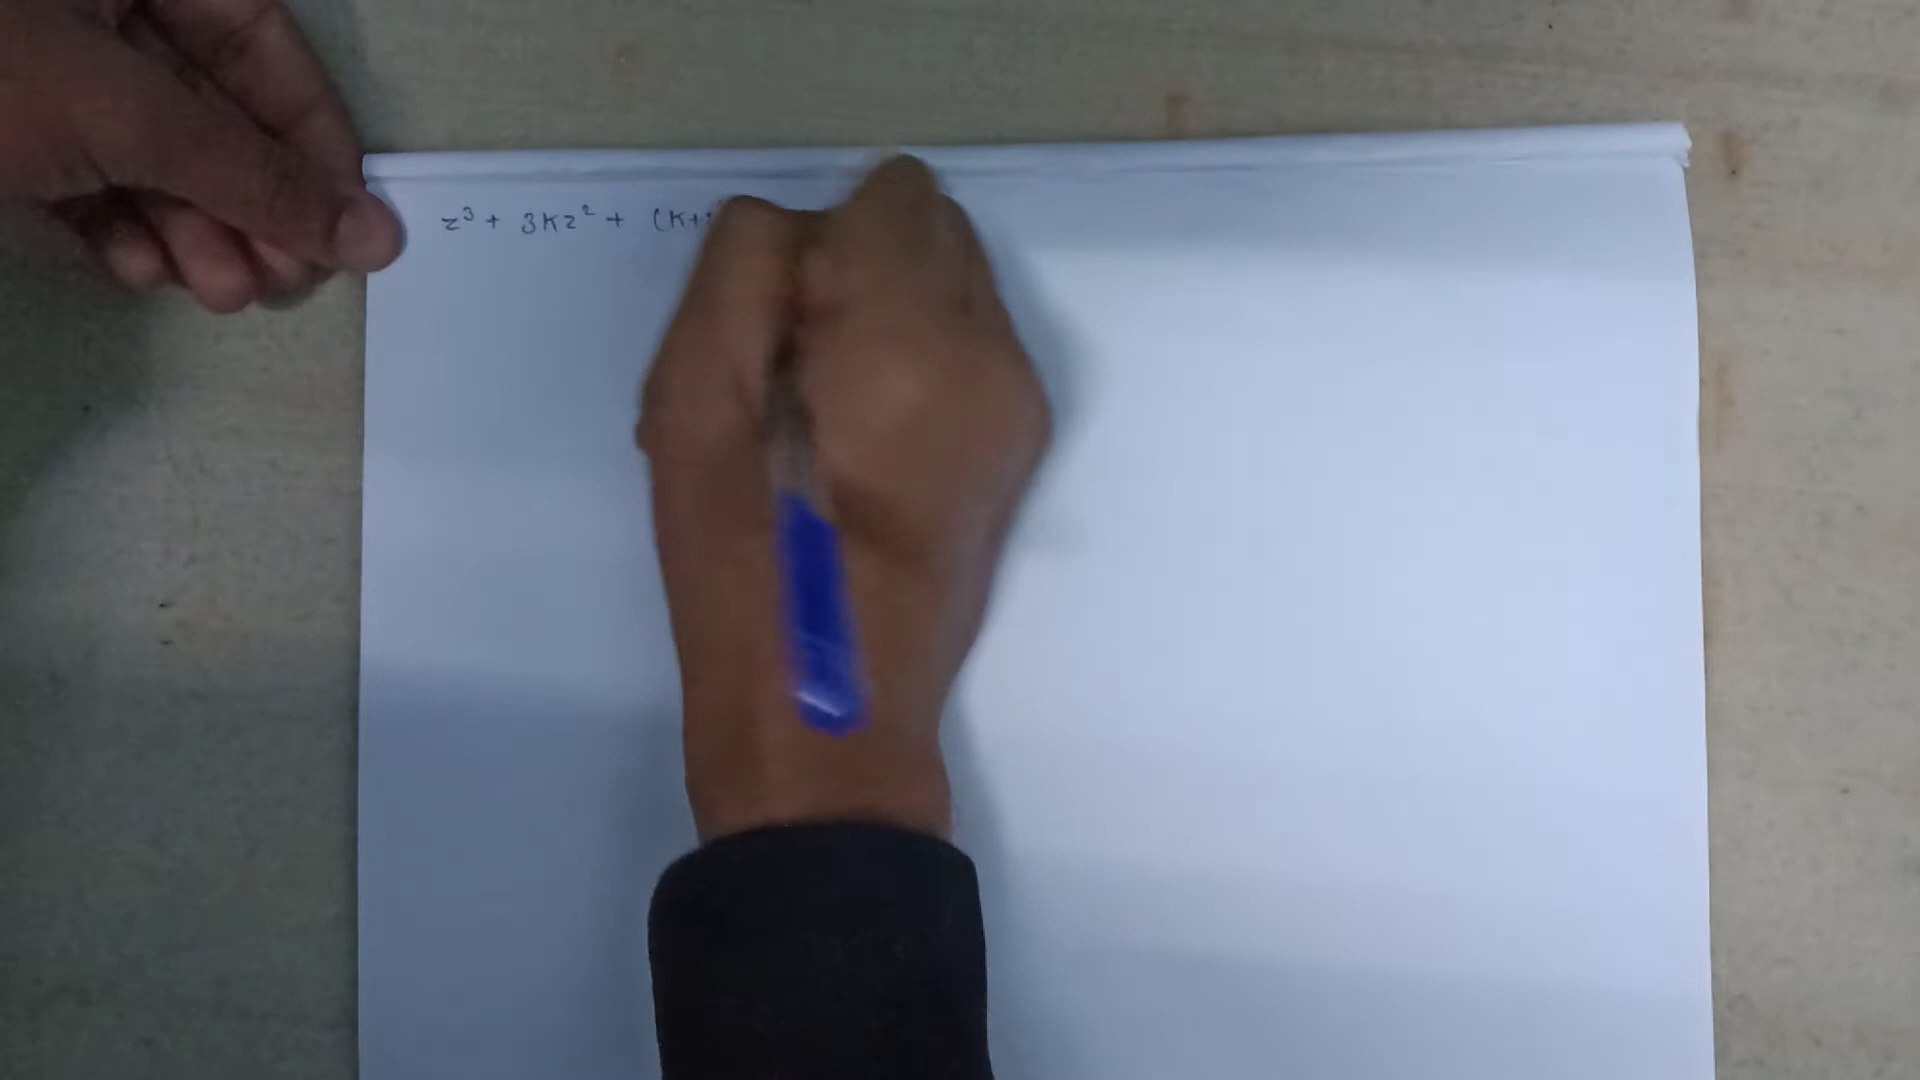 z³ + 3Kz² + (K+